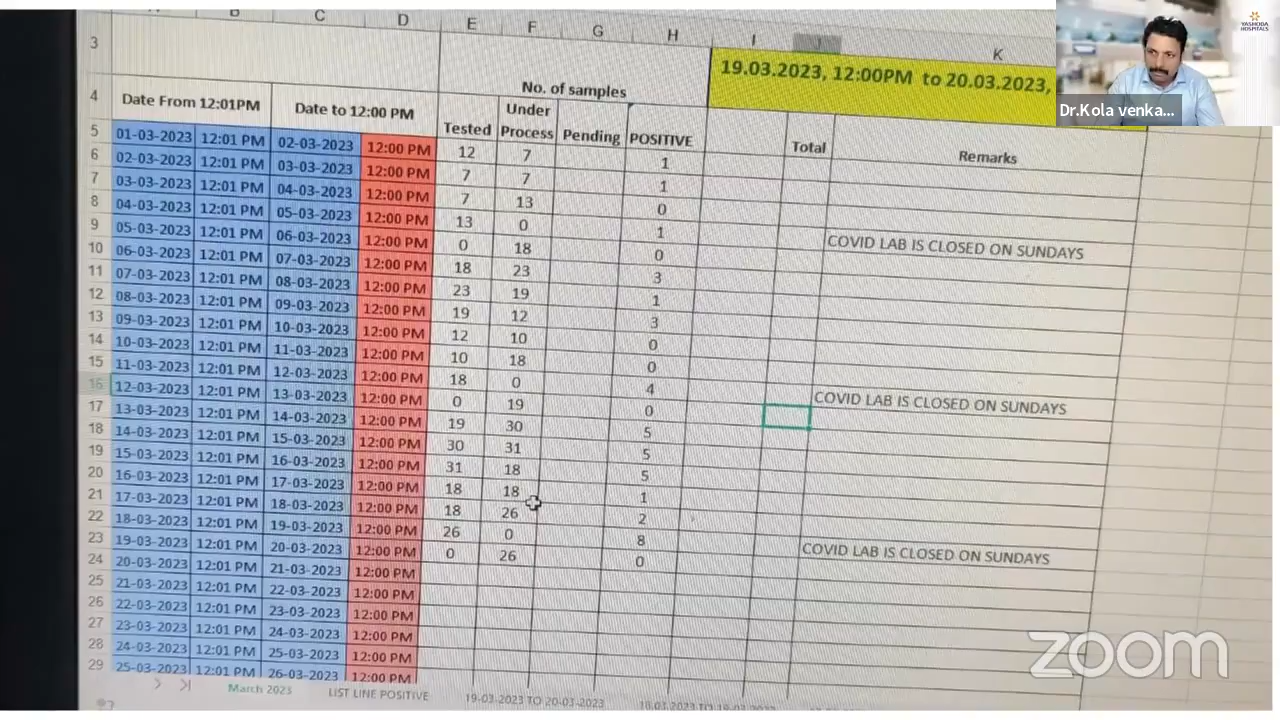 B C D E F G H I J K
3 19.03.2023, 12:00PM to 20.03.2023,
No. of samples
4 Date From 12:01PM Date to 12:00 PM Tested Under Process Pending POSITIVE Total Remarks
5 01-03-2023 12:01 PM 02-03-2023 12:00 PM 12 7 1
6 02-03-2023 12:01 PM 03-03-2023 12:00 PM 7 7 1
7 03-03-2023 12:01 PM 04-03-2023 12:00 PM 7 13 0
8 04-03-2023 12:01 PM 05-03-2023 12:00 PM 13 0 1
9 05-03-2023 12:01 PM 06-03-2023 12:00 PM 0 18 0 COVID LAB IS CLOSED ON SUNDAYS
10 06-03-2023 12:01 PM 07-03-2023 12:00 PM 18 23 3
11 07-03-2023 12:01 PM 08-03-2023 12:00 PM 23 19 1
12 08-03-2023 12:01 PM 09-03-2023 12:00 PM 19 12 3
13 09-03-2023 12:01 PM 10-03-2023 12:00 PM 12 10 0
14 10-03-2023 12:01 PM 11-03-2023 12:00 PM 10 18 0
15 11-03-2023 12:01 PM 12-03-2023 12:00 PM 18 0 4
16 12-03-2023 12:01 PM 13-03-2023 12:00 PM 0 19 0 COVID LAB IS CLOSED ON SUNDAYS
17 13-03-2023 12:01 PM 14-03-2023 12:00 PM 19 30 5
18 14-03-2023 12:01 PM 15-03-2023 12:00 PM 30 31 5
19 15-03-2023 12:01 PM 16-03-2023 12:00 PM 31 18 5
20 16-03-2023 12:01 PM 17-03-2023 12:00 PM 18 18 1
21 17-03-2023 12:01 PM 18-03-2023 12:00 PM 18 26 2
22 18-03-2023 12:01 PM 19-03-2023 12:00 PM 26 0 8
23 19-03-2023 12:01 PM 20-03-2023 12:00 PM 0 26 0 COVID LAB IS CLOSED ON SUNDAYS
24 20-03-2023 12:01 PM 21-03-2023 12:00 PM
25 21-03-2023 12:01 PM 22-03-2023 12:00 PM
26 22-03-2023 12:01 PM 23-03-2023 12:00 PM
27 23-03-2023 12:01 PM 24-03-2023 12:00 PM
28 24-03-2023 12:01 PM 25-03-2023 12:00 PM
29 25-03-2023 12:01 PM 26-03-2023 12:00 PM
March 2023 LIST LINE POSITIVE 19-03-2023 TO 20-03-2023
YASHODA
HOSPITALS
Dr.Kola venka...
zoom